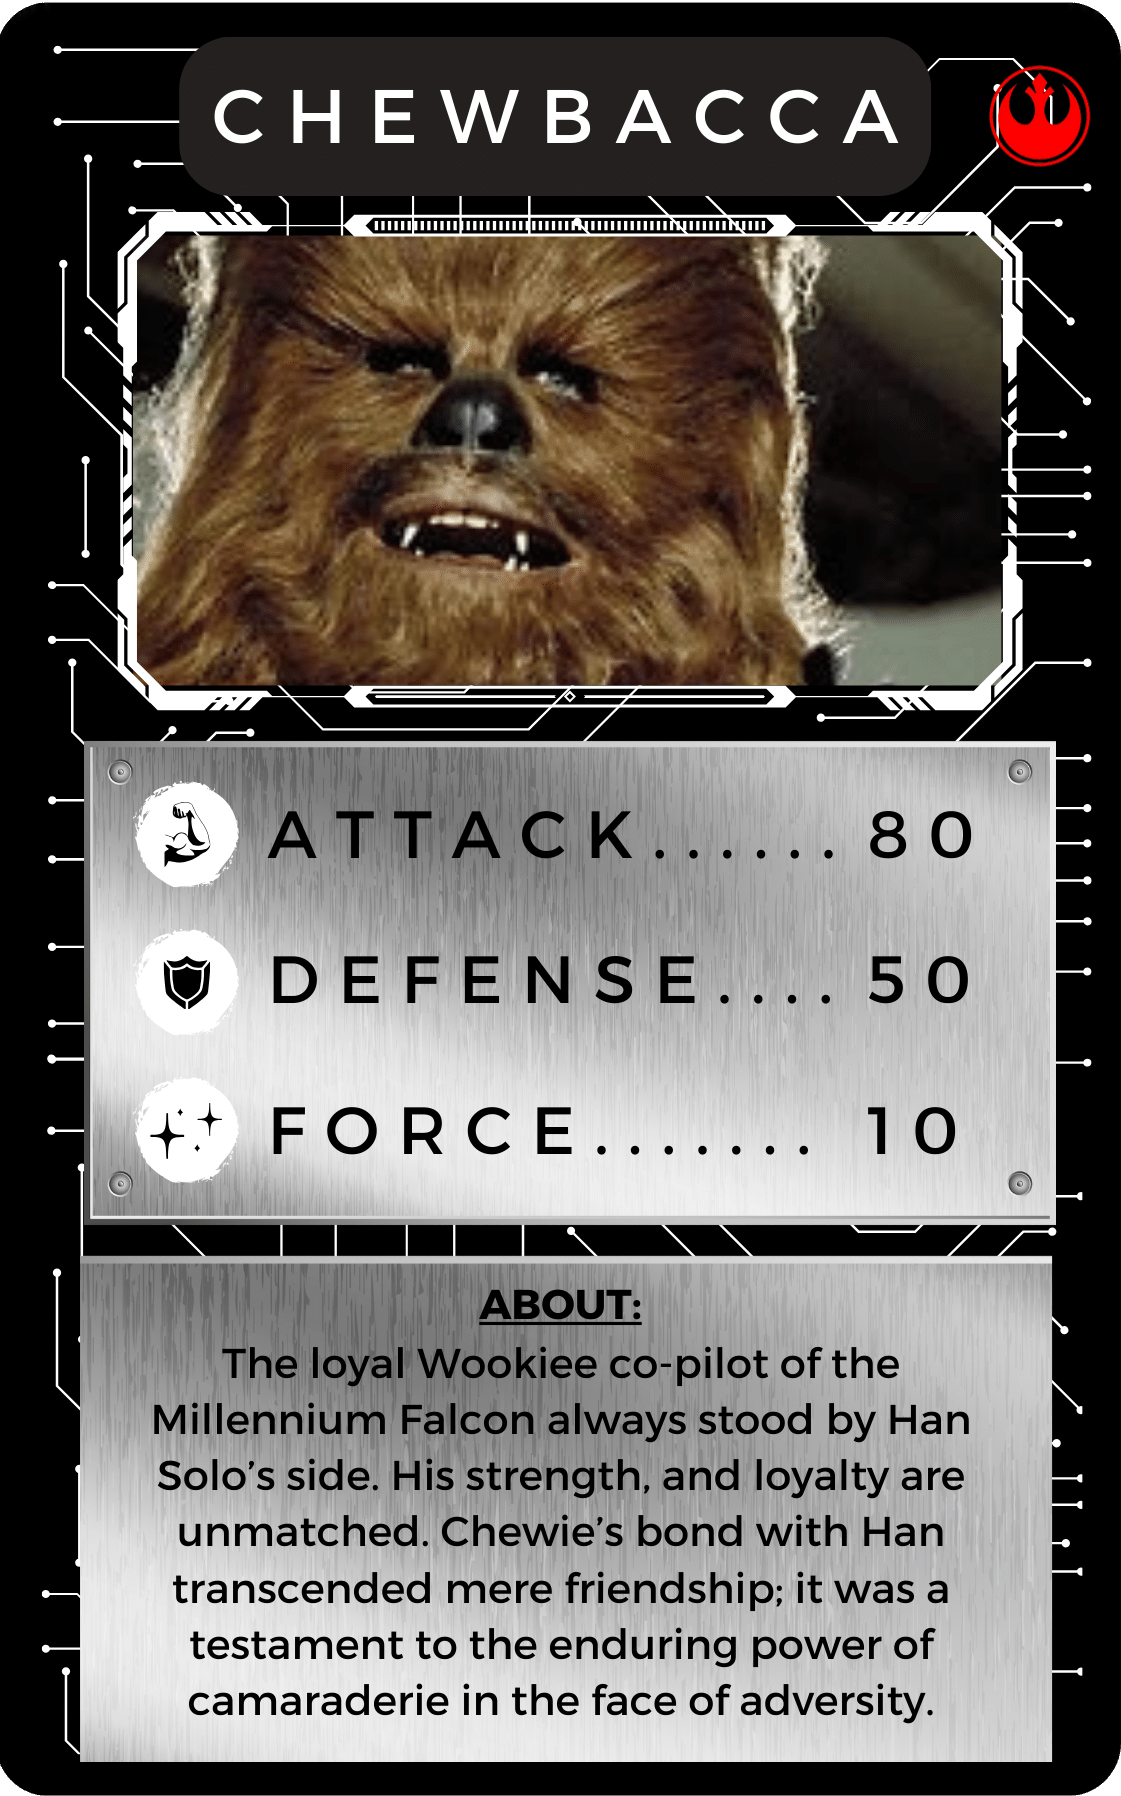 CHEWBACCA
ATTACK...... 80
DEFENSE.... 50
FORCE....... 10
ABOUT:
The loyal Wookiee co-pilot of the
Millennium Falcon always stood by Han
Solo’s side. His strength, and loyalty are
unmatched. Chewie’s bond with Han
transcended mere friendship; it was a
testament to the enduring power of
camaraderie in the face of adversity.